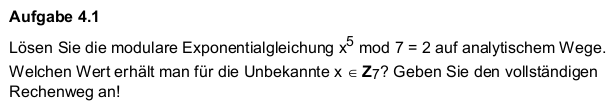 Aufgabe 4.1
Lösen Sie die modulare Exponentialgleichung x⁵ mod 7 = 2 auf analytischem Wege.
Welchen Wert erhält man für die Unbekannte x ∈ Z₇? Geben Sie den vollständigen
Rechenweg an!